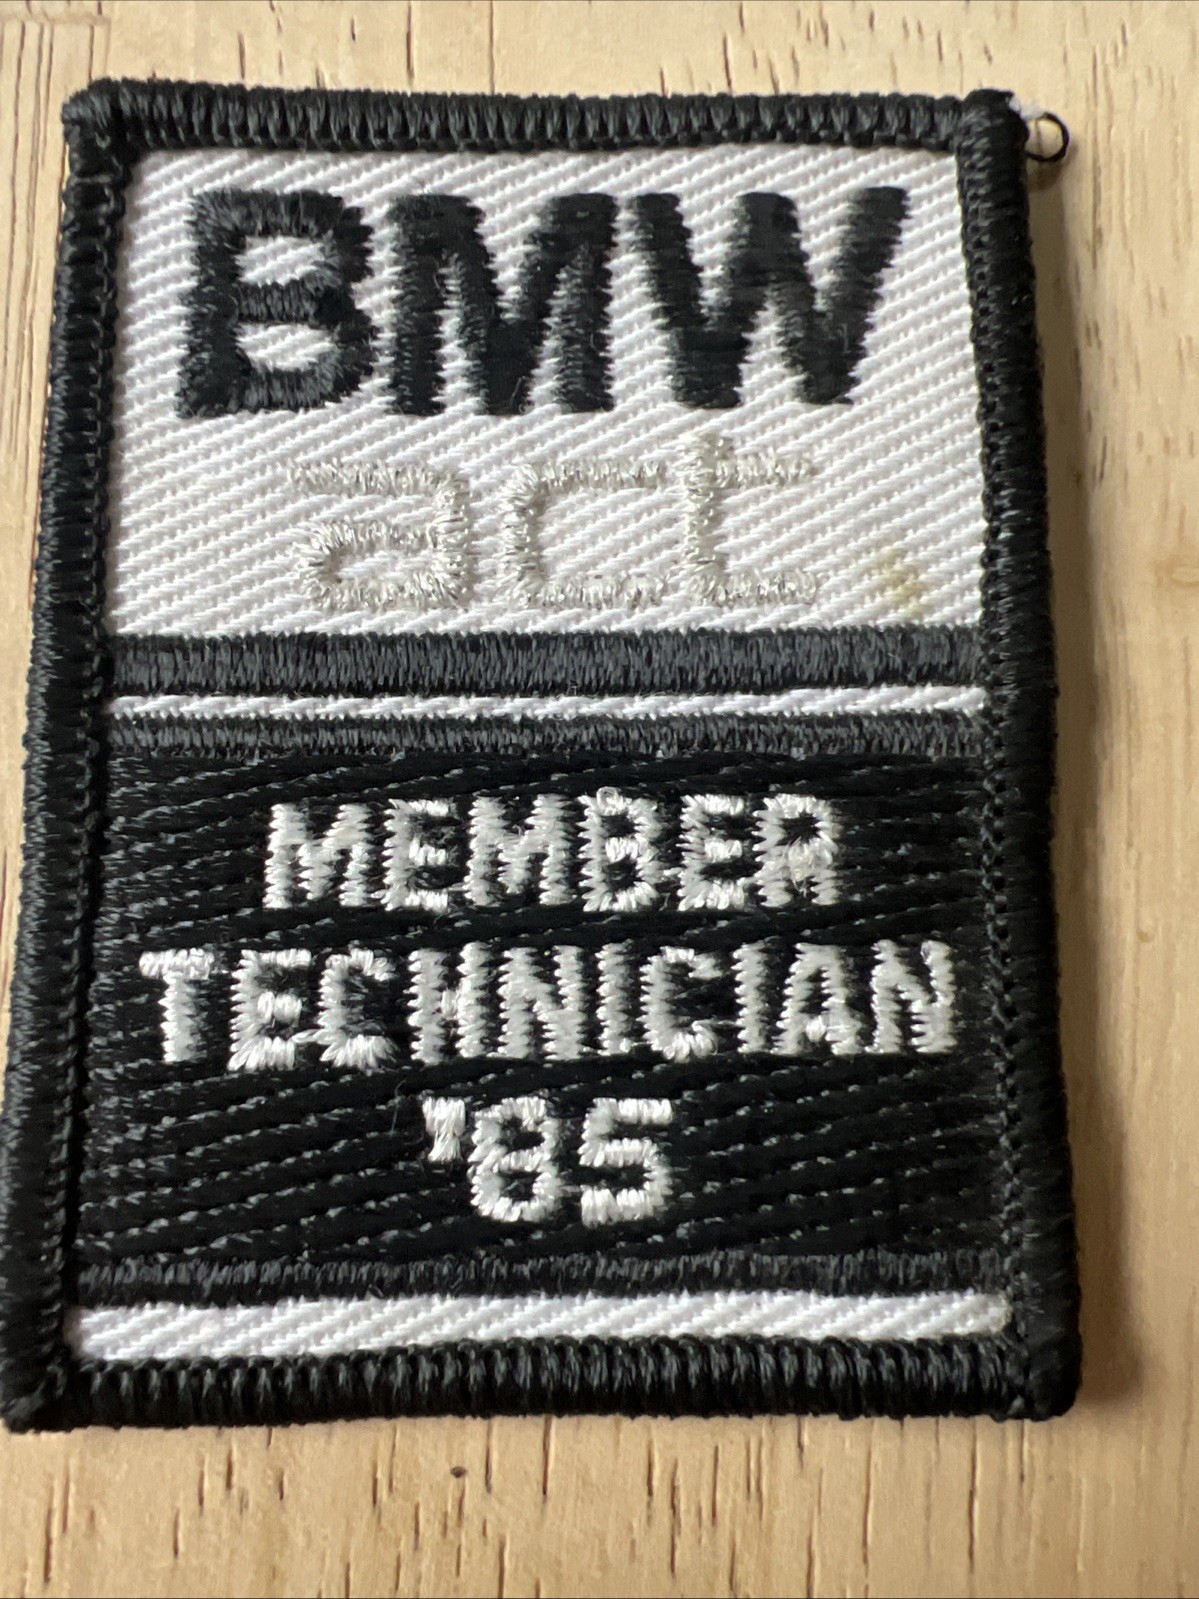 BMW
act
MEMBER
TECHNICIAN
'85